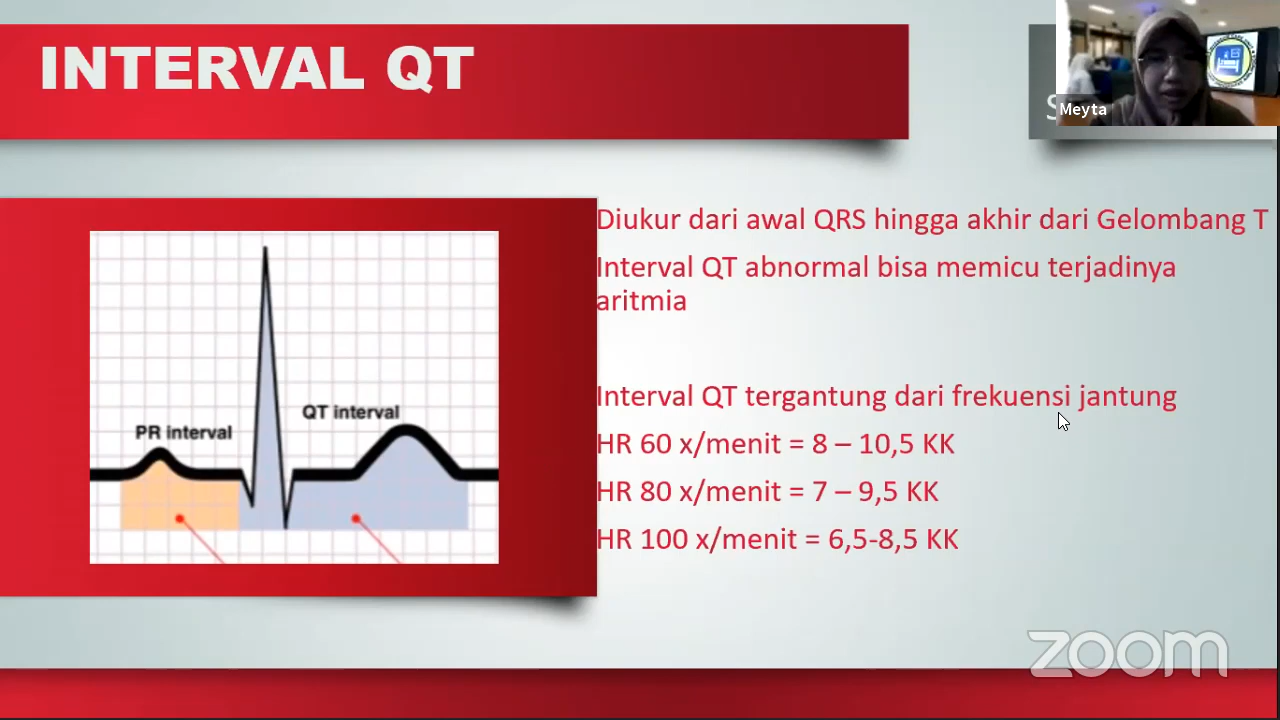 INTERVAL QT
S
Meyta
Diukur dari awal QRS hingga akhir dari Gelombang T
Interval QT abnormal bisa memicu terjadinya
aritmia
QT interval
PR interval
Interval QT tergantung dari frekuensi jantung
HR 60 x/menit = 8 – 10,5 KK
HR 80 x/menit = 7 – 9,5 KK
HR 100 x/menit = 6,5-8,5 KK
zoom